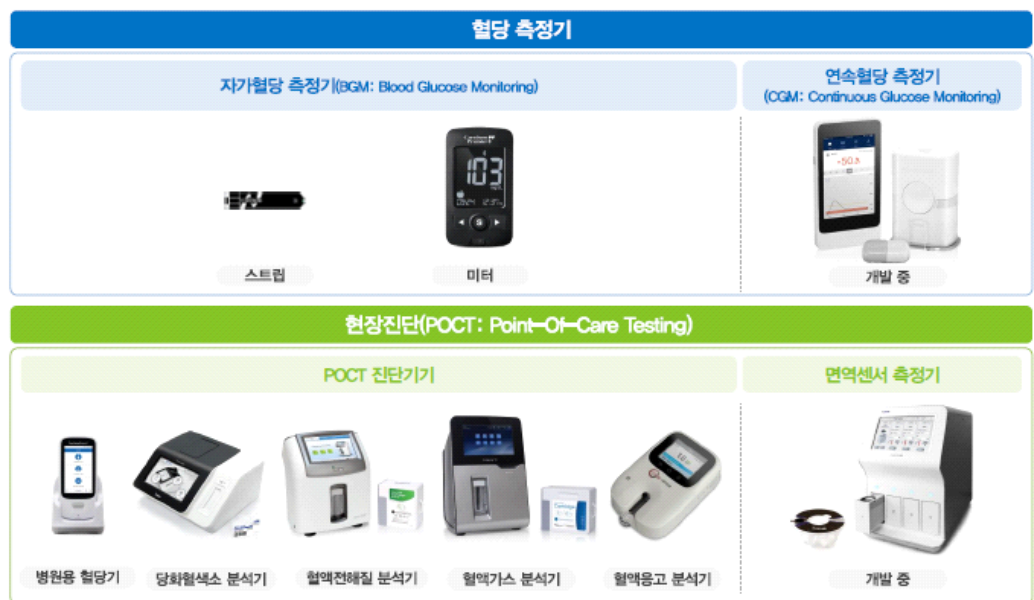 혈당 측정기
자가혈당 측정기(BGM: Blood Glucose Monitoring)
연속혈당 측정기
(CGM: Continuous Glucose Monitoring)
103
-50.8
스트립
미터
개발 중
현장진단(POCT: Point-Of-Care Testing)
POCT 진단기기
면역센서 측정기
병원용 혈당기
당화혈색소 분석기
혈액전해질 분석기
혈액가스 분석기
혈액응고 분석기
개발 중